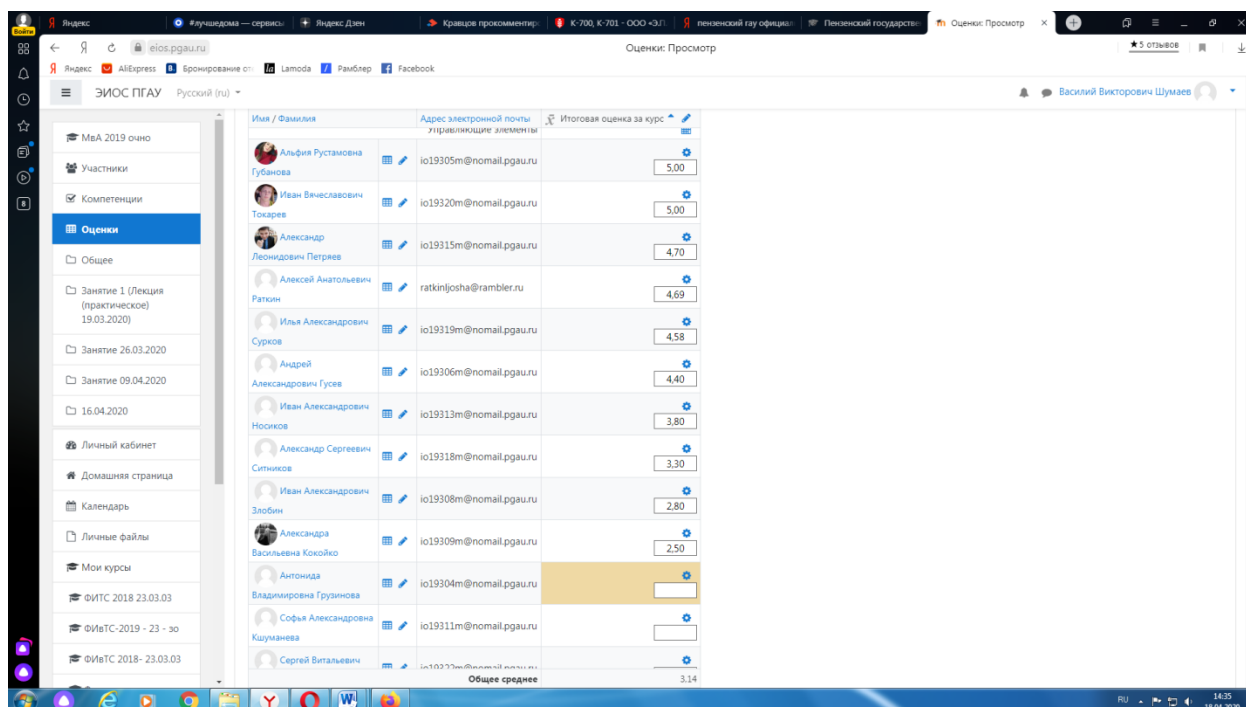 Войти
Яндекс
#лучшедома — сервисы
Яндекс Дзен
Кравцов прокомментир
К-700, К-701 - ООО «З.П.
пензенский гау официал
Пензенский государстве
Оценки: Просмотр
eios.pgau.ru
Оценки: Просмотр
★5 отзывов
Яндекс
AliExpress
Бронирование от
Lamoda
Рамблер
Facebook
ЭИОС ПГАУ
Русский (ru)
Василий Викторович Шумаев
МвА 2019 очно
Участники
Компетенции
Оценки
Общее
Занятие 1 (Лекция
(практическое)
19.03.2020)
Занятие 26.03.2020
Занятие 09.04.2020
16.04.2020
Личный кабинет
Домашняя страница
Календарь
Личные файлы
Мои курсы
ФИТС 2018 23.03.03
ФИвТС-2019 - 23 - зо
ФИвТС 2018- 23.03.03
Имя / Фамилия
Адрес электронной почты
Итоговая оценка за курс
Управляющие элементы
Альфия Рустамовна
Губанова
io19305m@nomail.pgau.ru
5,00
Иван Вячеславович
Токарев
io19320m@nomail.pgau.ru
5,00
Александр
Леонидович Петряев
io19315m@nomail.pgau.ru
4,70
Алексей Анатольевич
Раткин
ratkinljosha@rambler.ru
4,69
Илья Александрович
Сурков
io19319m@nomail.pgau.ru
4,58
Андрей
Александрович Гусев
io19306m@nomail.pgau.ru
4,40
Иван Александрович
Носиков
io19313m@nomail.pgau.ru
3,80
Александр Сергеевич
Ситников
io19318m@nomail.pgau.ru
3,30
Иван Александрович
Злобин
io19308m@nomail.pgau.ru
2,80
Александра
Васильевна Кокойко
io19309m@nomail.pgau.ru
2,50
Антонида
Владимировна Грузинова
io19304m@nomail.pgau.ru
Софья Александровна
Кшуманева
io19311m@nomail.pgau.ru
Сергей Витальевич
io19322m@nomail.pgau.ru
Общее среднее
3,14
RU
14:35
18.04.2020